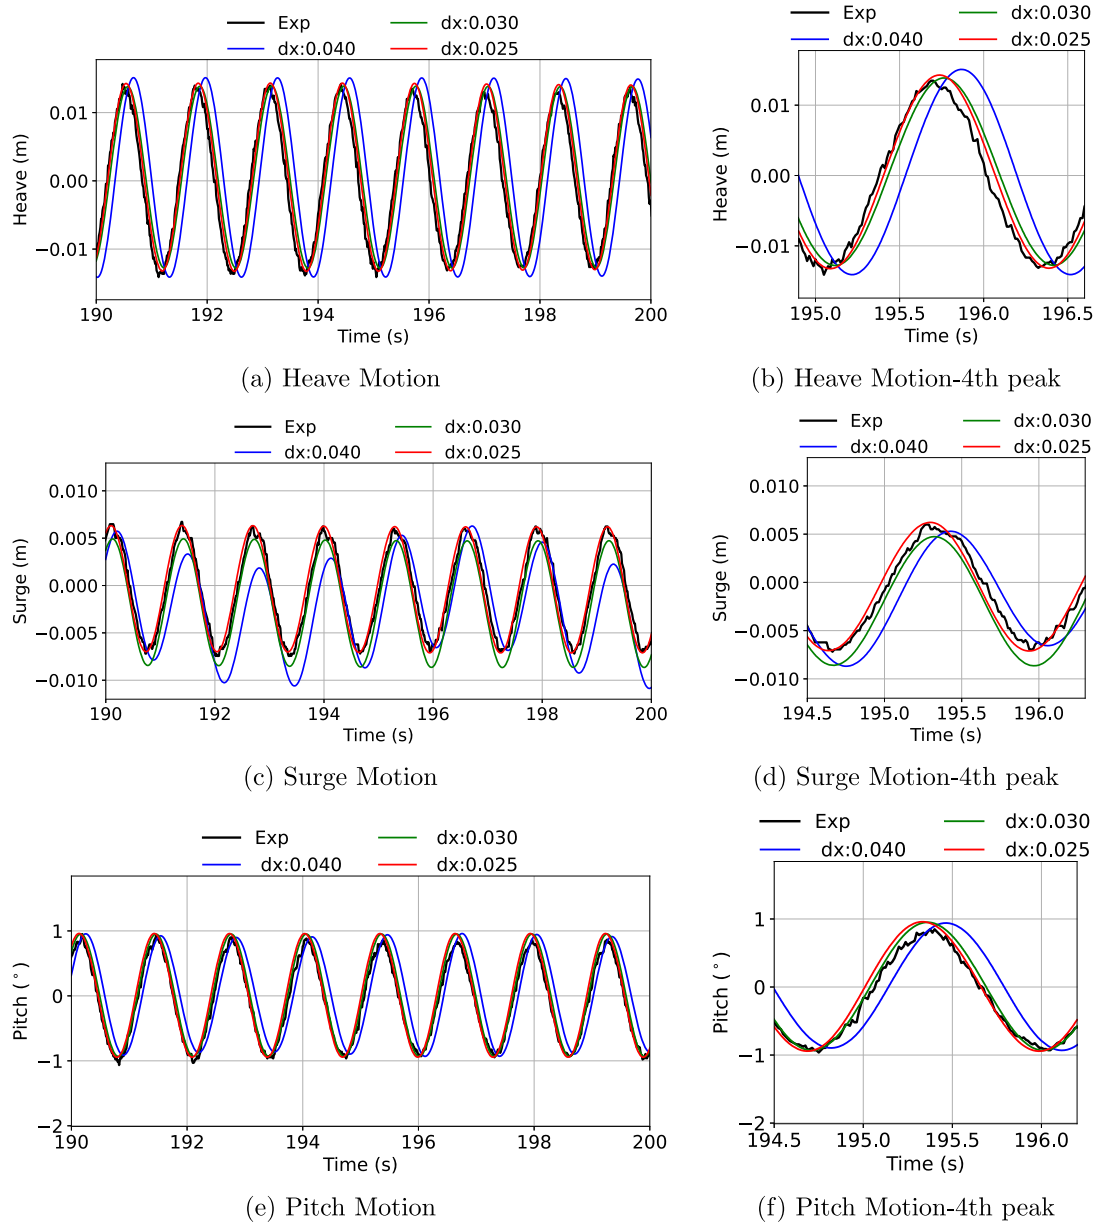 Exp dx:0.030
dx:0.040 dx:0.025
0.01
0.00
−0.01
Heave (m)
190 192 194 196 198 200
Time (s)
(a) Heave Motion
Exp dx:0.030
dx:0.040 dx:0.025
0.01
0.00
−0.01
Heave (m)
195.0 195.5 196.0 196.5
Time (s)
(b) Heave Motion-4th peak
Exp dx:0.030
dx:0.040 dx:0.025
0.010
0.005
0.000
−0.005
−0.010
Surge (m)
190 192 194 196 198 200
Time (s)
(c) Surge Motion
Exp dx:0.030
dx:0.040 dx:0.025
0.010
0.005
0.000
−0.005
−0.010
Surge (m)
194.5 195.0 195.5 196.0
Time (s)
(d) Surge Motion-4th peak
Exp dx:0.030
dx:0.040 dx:0.025
1
0
−1
−2
Pitch (°)
190 192 194 196 198 200
Time (s)
(e) Pitch Motion
Exp dx:0.030
dx:0.040 dx:0.025
1
0
−1
−2
Pitch (°)
194.5 195.0 195.5 196.0
Time (s)
(f) Pitch Motion-4th peak